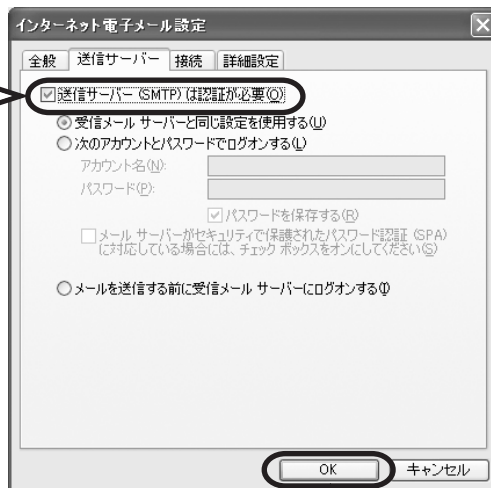 インターネット電子メール設定
全般 送信サーバー 接続 詳細設定
送信サーバー (SMTP) は認証が必要(O)
受信メール サーバーと同じ設定を使用する(U)
次のアカウントとパスワードでログオンする(L)
アカウント名(N):
パスワード(P):
パスワードを保存する(R)
メール サーバーがセキュリティで保護されたパスワード認証 (SPA)
に対応している場合には、チェック ボックスをオンにしてください(S)
メールを送信する前に受信メール サーバーにログオンする(I)
OK キャンセル